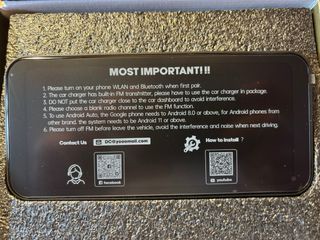 MOST IMPORTANT!!!
1. Please turn on your phone WLAN and Bluetooth when first pair.
2. The car charger has built-in FM transmitter, please have to use the car charger in package.
3. DO NOT put the car charger close to the car dashboard to avoid interference.
4. Please choose a blank radio channel to use the FM function.
5. To use Android Auto, the Google phone needs to Android 8.0 or above, for Android phones from
other brand, the system needs to be Android 11 or above.
6. Please turn off FM before leave the vehicle, avoid the interference and noise when next driving.
Contact Us
How to Install ?
facebook
youtube